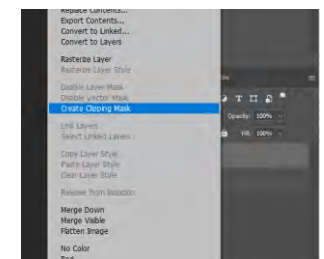 Replace Contents...
Export Contents...
Convert to Linked...
Convert to Layers
Rasterize Layer
Rasterize Layer Style
Disable Layer Mask
Disable Vector Mask
Create Clipping Mask
Link Layers
Select Linked Layers
Copy Layer Style
Paste Layer Style
Clear Layer Style
Release from Isolation
Merge Down
Merge Visible
Flatten Image
No Color
Red
Opacity: 100%
Fill: 100%